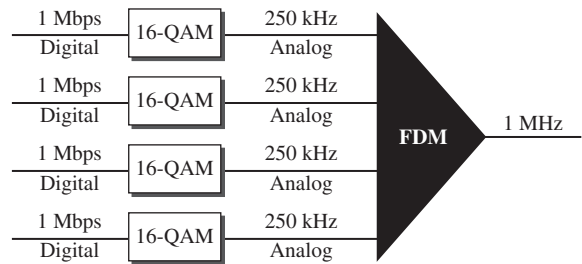 1 Mbps
Digital
16-QAM
250 kHz
Analog
1 Mbps
Digital
16-QAM
250 kHz
Analog
1 Mbps
Digital
16-QAM
250 kHz
Analog
1 Mbps
Digital
16-QAM
250 kHz
Analog
FDM
1 MHz